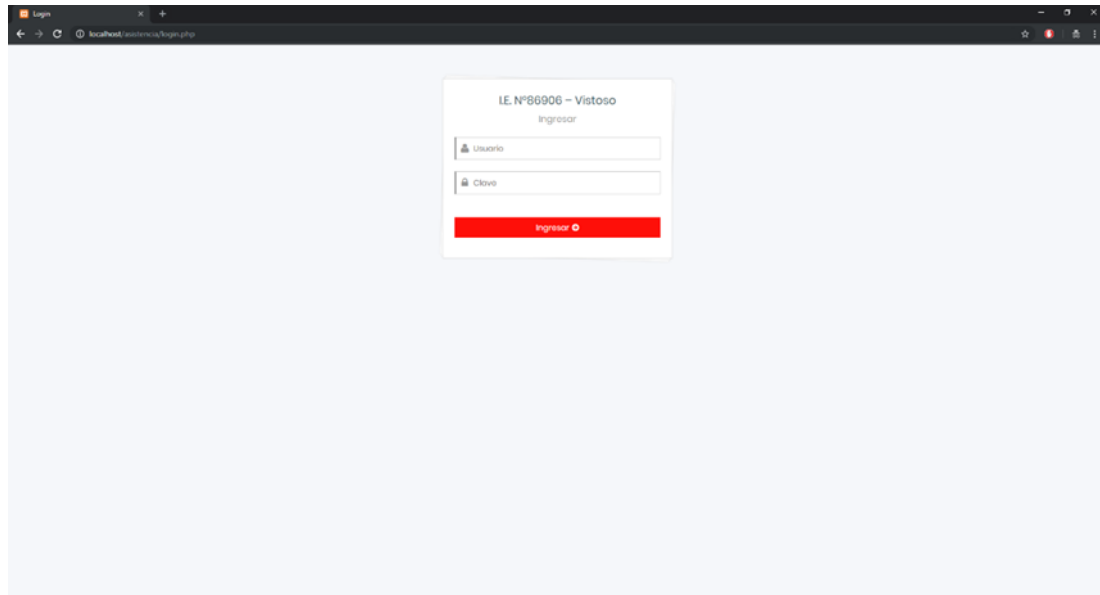 Login
localhost/asistencia/login.php
I.E. N°86906 – Vistoso
Ingresar
Usuario
Clave
Ingresar